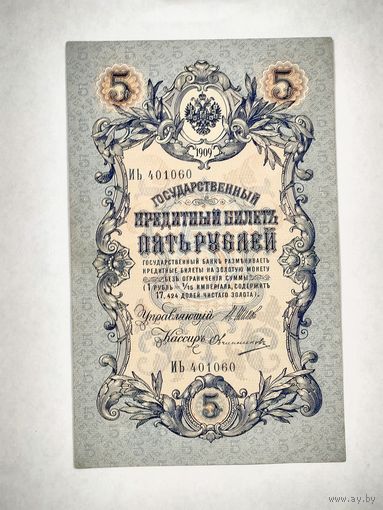 5 5
1909
ИЬ 401060
ГОСУДАРСТВЕННЫЙ
КРЕДИТНЫЙ БИЛЕТЪ
ПЯТЬ РУБЛЕЙ
ГОСУДАРСТВЕННЫЙ БАНКЪ РАЗМѢНИВАЕТЪ
КРЕДИТНЫЕ БИЛЕТЫ НА ЗОЛОТУЮ МОНЕТУ
БЕЗЪ ОГРАНИЧЕНІЯ СУММЫ
(1 РУБЛЬ = 1/15 ИМПЕРІАЛА, СОДЕРЖИТЪ
17,424 ДОЛЕЙ ЧИСТАГО ЗОЛОТА).
Управляющій
Кассиръ
ИЬ 401060
5
ay.by